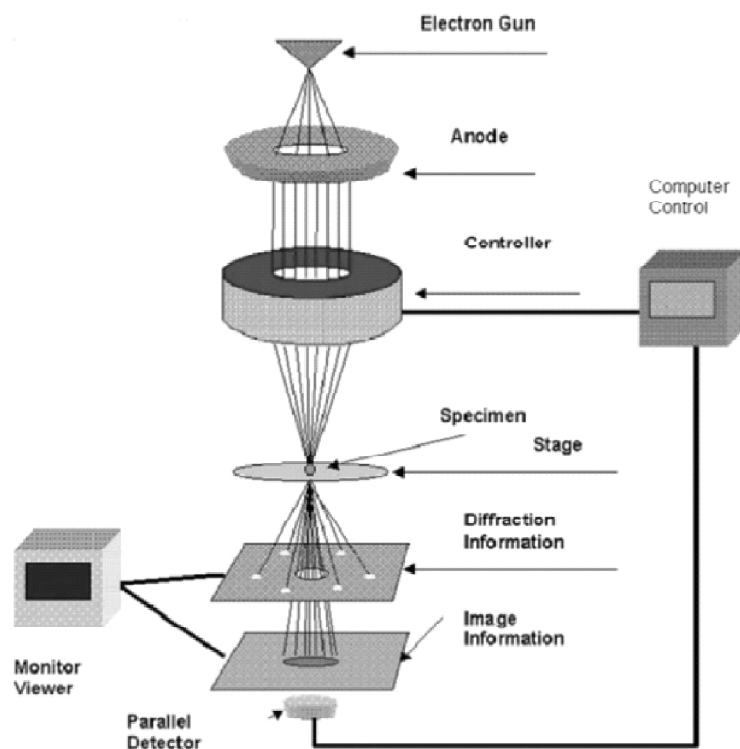 Electron Gun
Anode
Computer
Control
Controller
Specimen
Stage
Diffraction
Information
Image
Information
Monitor
Viewer
Parallel
Detector